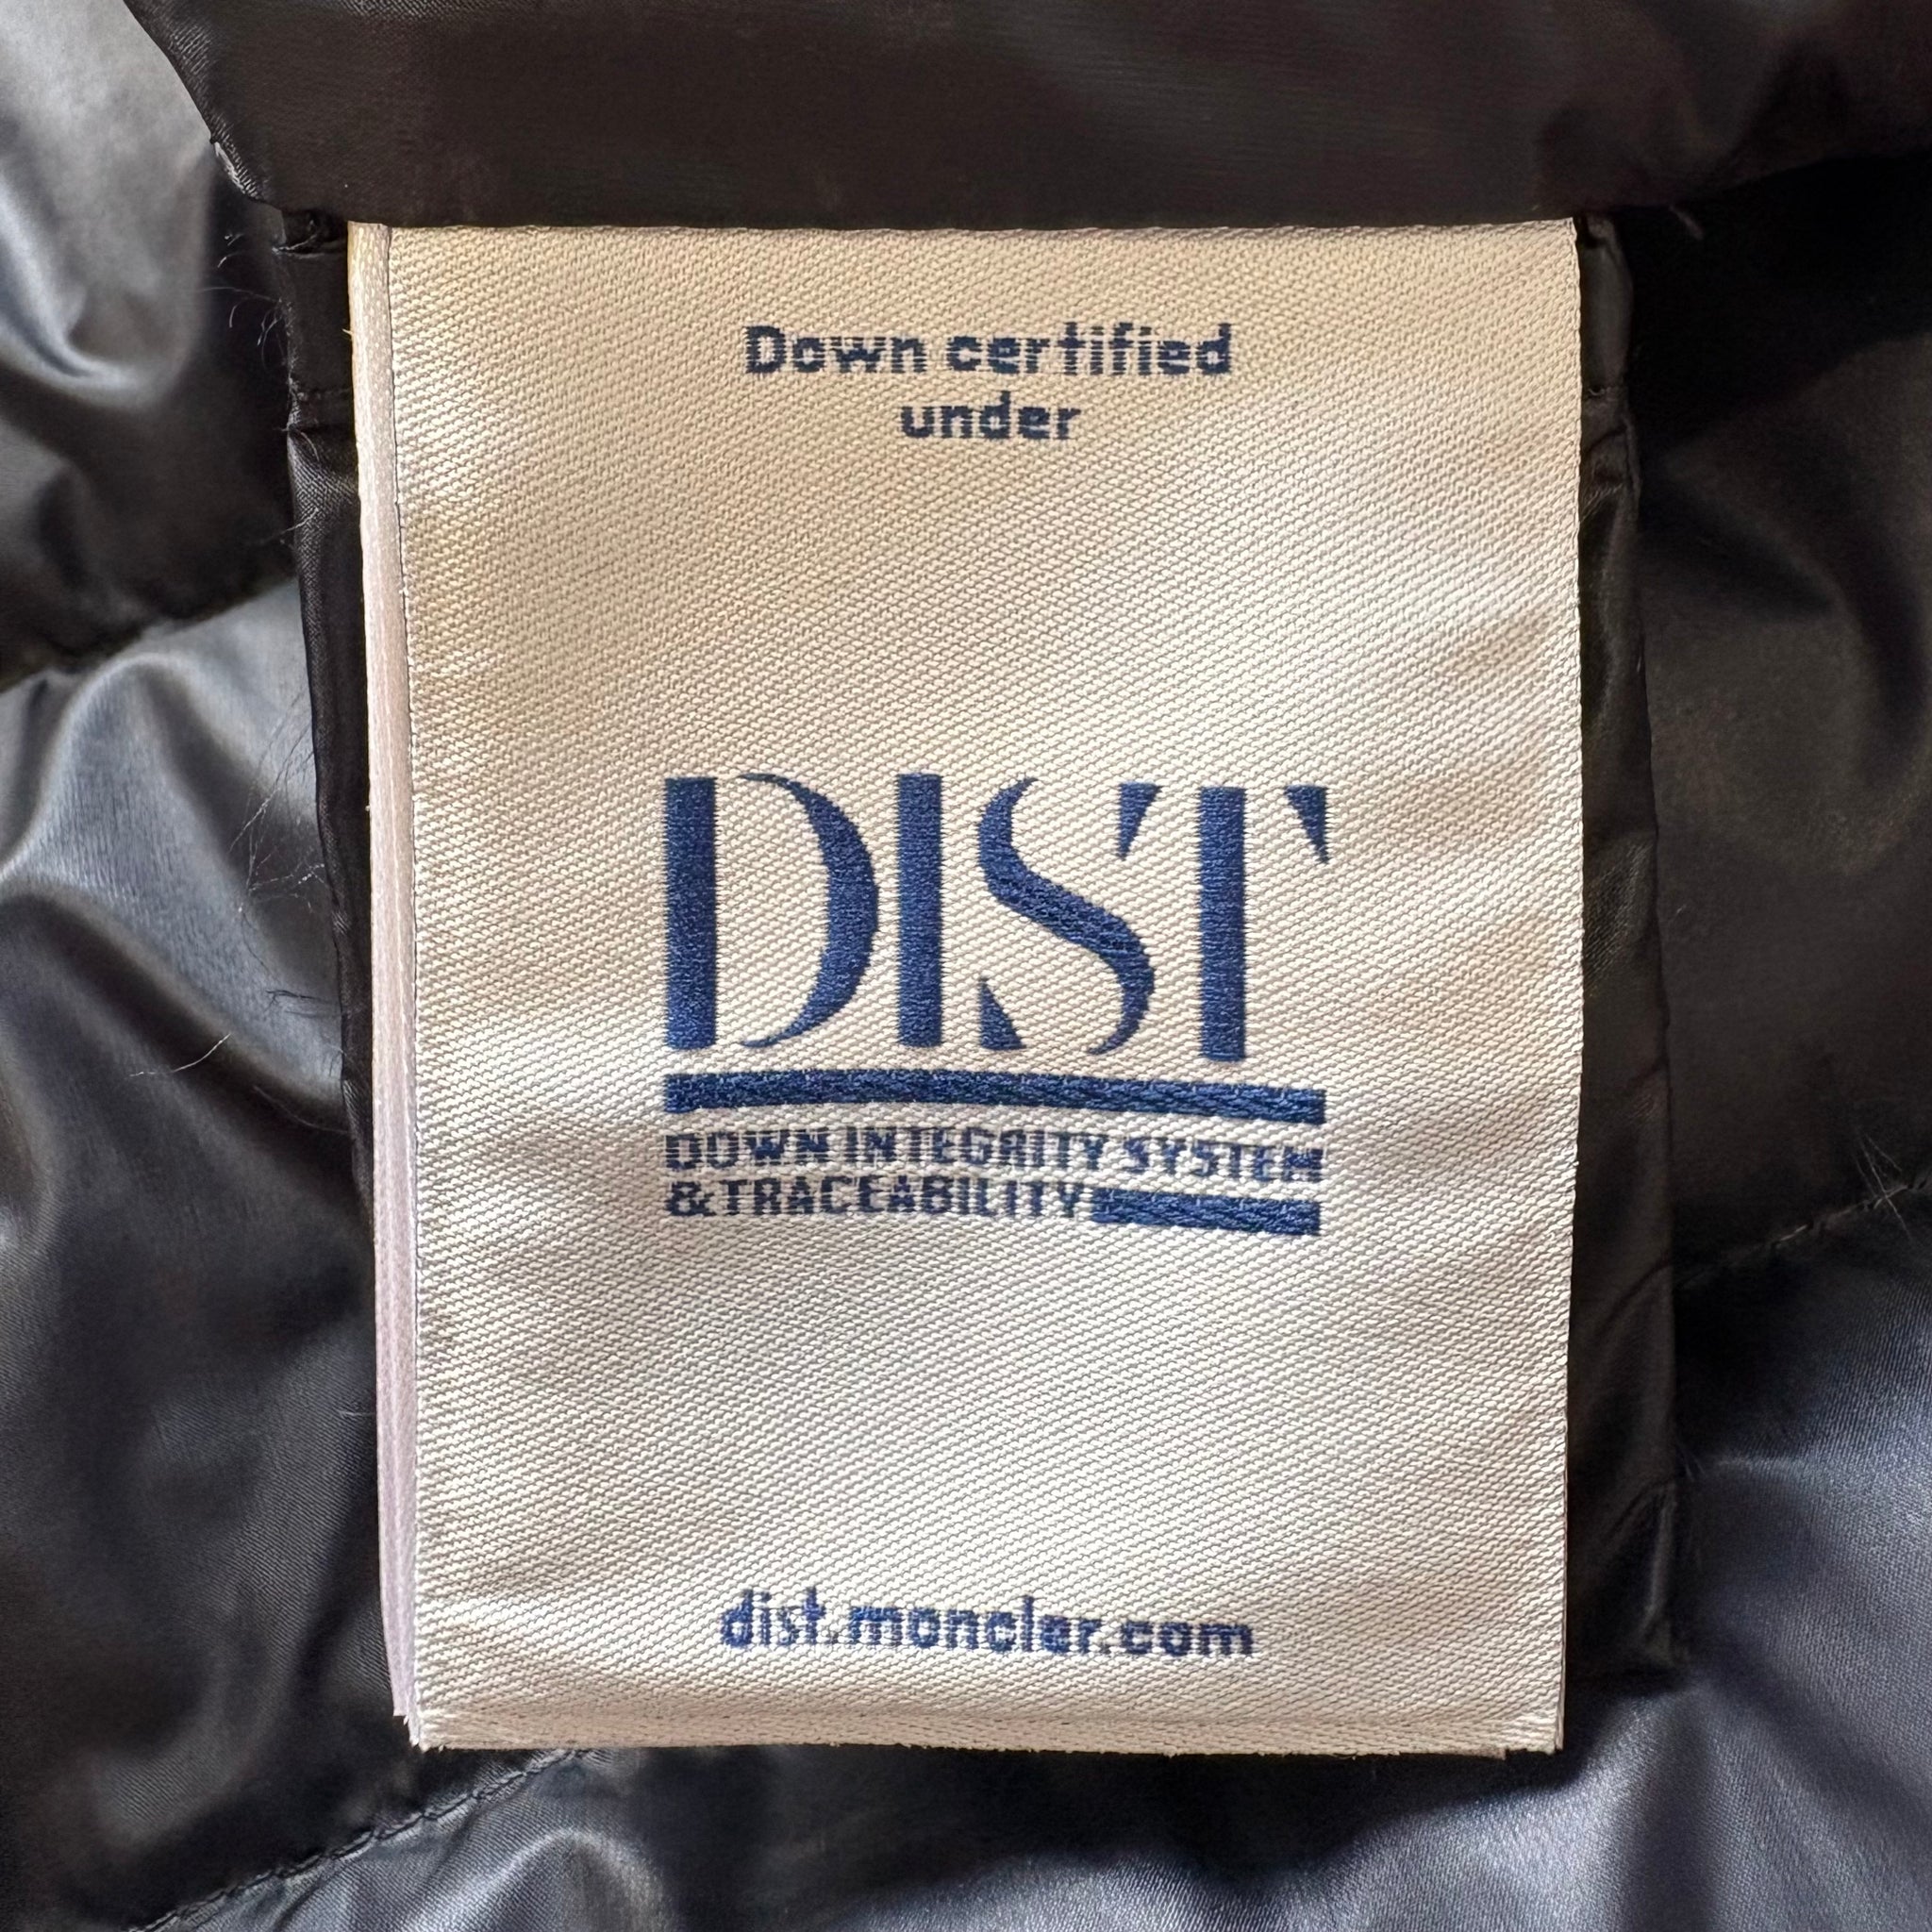 Down certified
under
DIST
DOWN INTEGRITY SYSTEM
&TRACEABILITY
dist.moncler.com